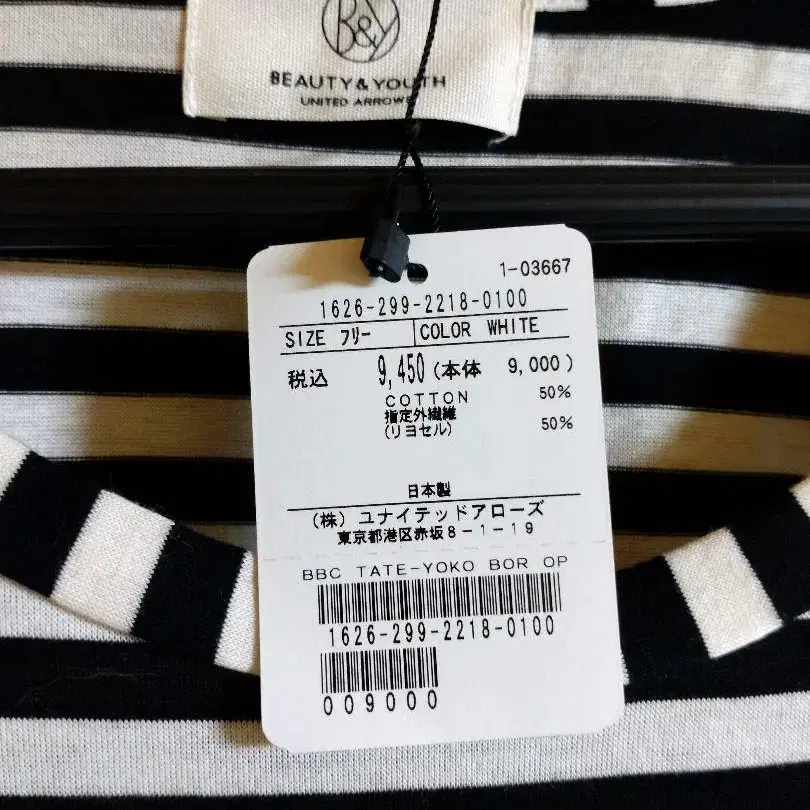 B&Y
BEAUTY&YOUTH
UNITED ARROWS
1-03667
1626-299-2218-0100
SIZE フリー COLOR WHITE
税込 9,450 (本体 9,000)
COTTON 50%
指定外繊維
(リヨセル) 50%
日本製
(株) ユナイテッドアローズ
東京都港区赤坂8-1-19
BBC TATE-YOKO BOR OP
1626-299-2218-0100
009000